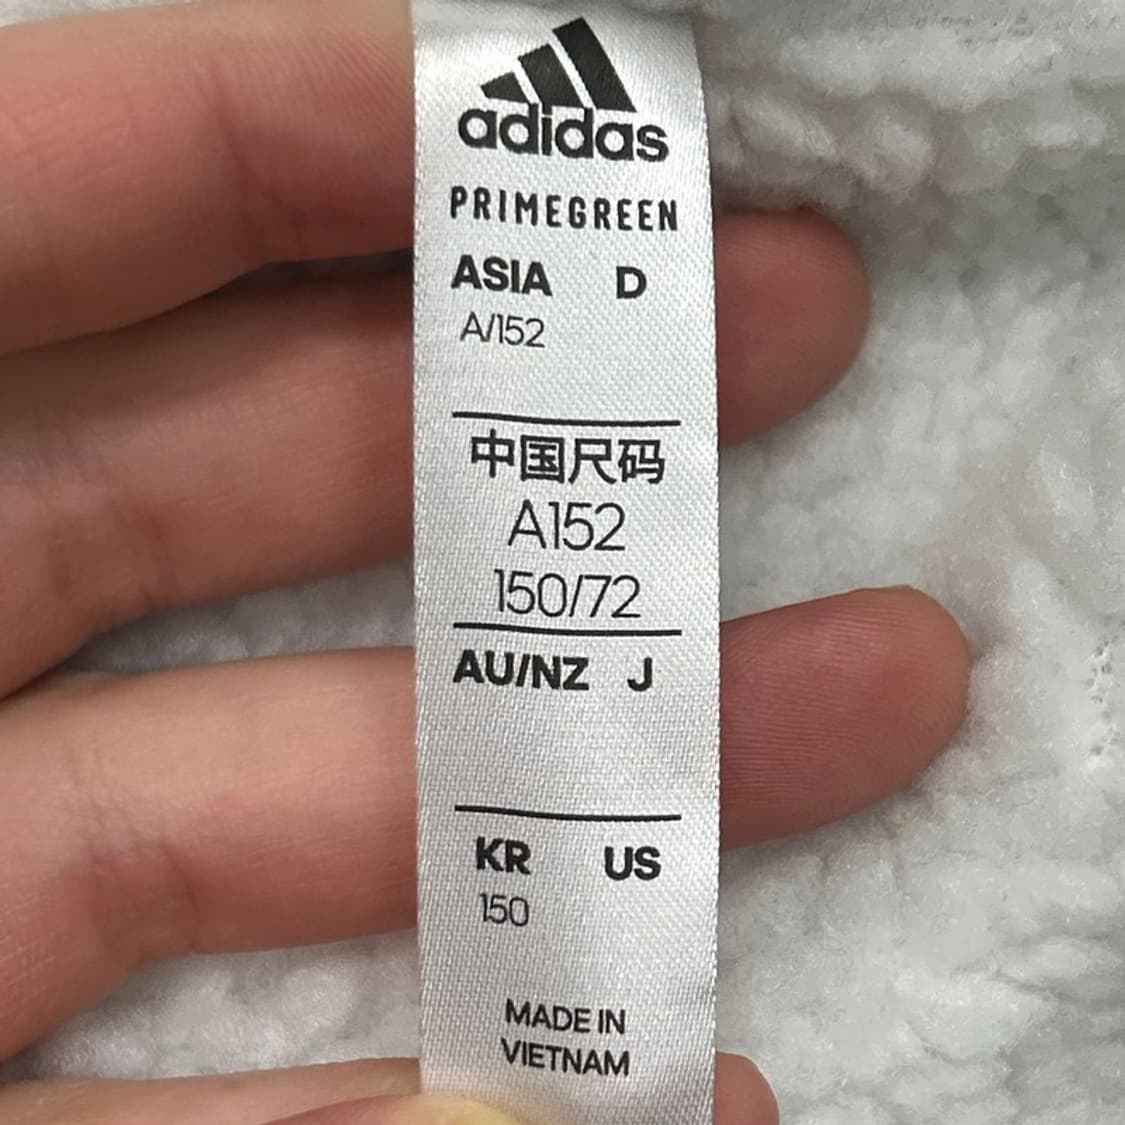 adidas
PRIMEGREEN
ASIA D
A/152
中国尺码
A152
150/72
AU/NZ J
KR US
150
MADE IN
VIETNAM